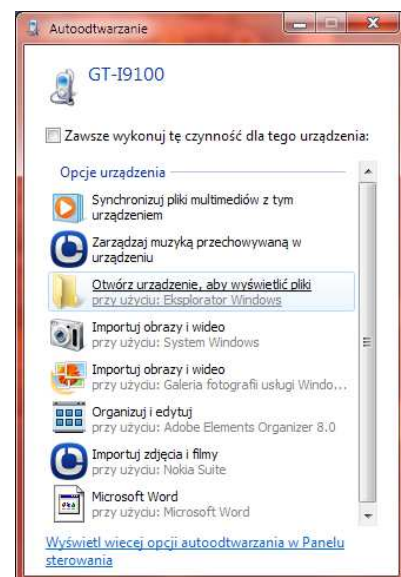 Autoodtwarzanie
GT-I9100
Zawsze wykonuj tę czynność dla tego urządzenia:
Opcje urządzenia
Synchronizuj pliki multimediów z tym
urządzeniem
Zarządzaj muzyką przechowywaną w
urządzeniu
Otwórz urzadzenie, aby wyświetlić pliki
przy użyciu: Eksplorator Windows
Importuj obrazy i wideo
przy użyciu: System Windows
Importuj obrazy i wideo
przy użyciu: Galeria fotografii usługi Windo...
Organizuj i edytuj
przy użyciu: Adobe Elements Organizer 8.0
Importuj zdjęcia i filmy
przy użyciu: Nokia Suite
Microsoft Word
przy użyciu: Microsoft Word
Wyświetl wiecej opcji autoodtwarzania w Panelu
sterowania